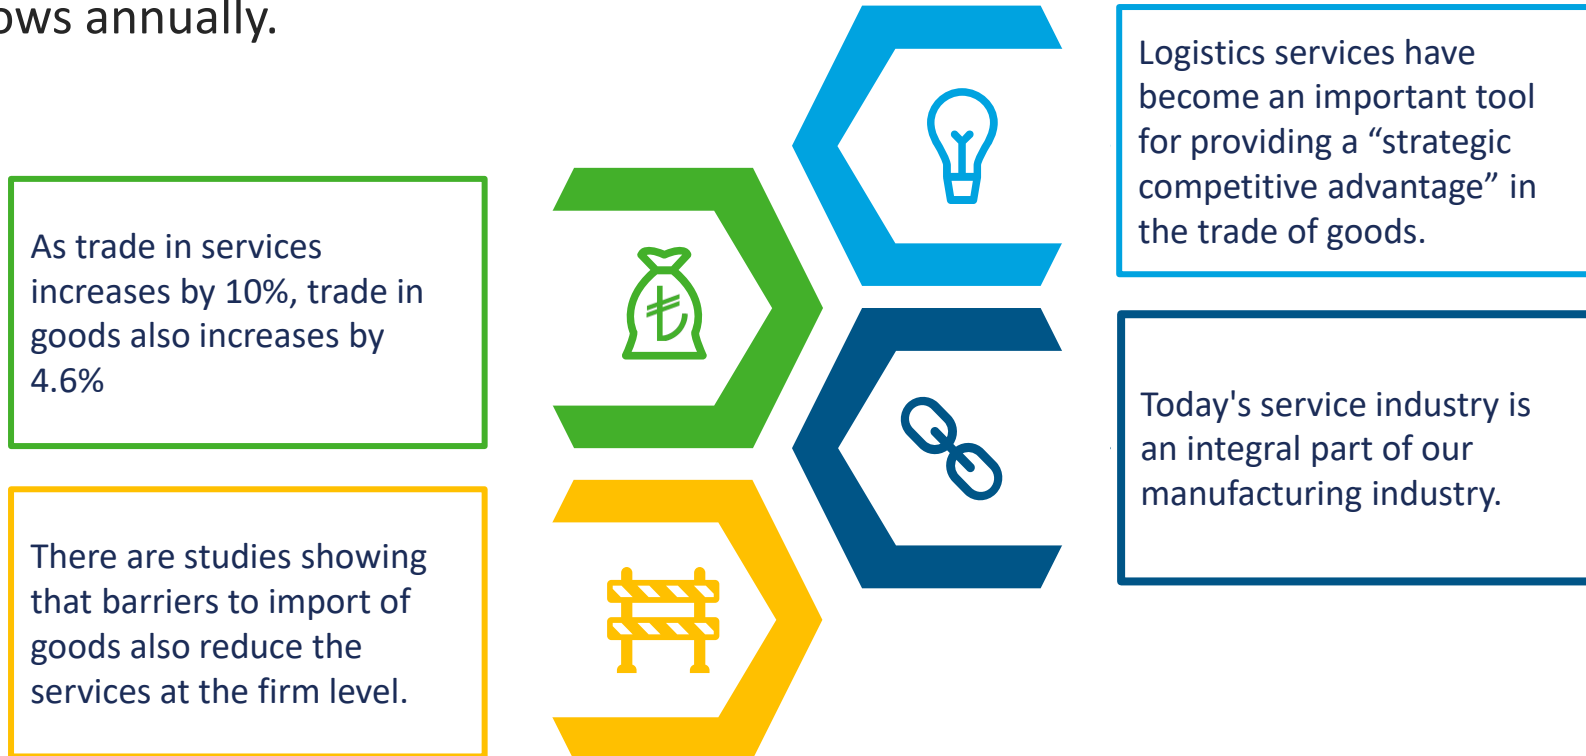 ows annually.
Logistics services have
become an important tool
for providing a “strategic
competitive advantage” in
the trade of goods.
As trade in services
increases by 10%, trade in
goods also increases by
4.6%
Today's service industry is
an integral part of our
manufacturing industry.
There are studies showing
that barriers to import of
goods also reduce the
services at the firm level.